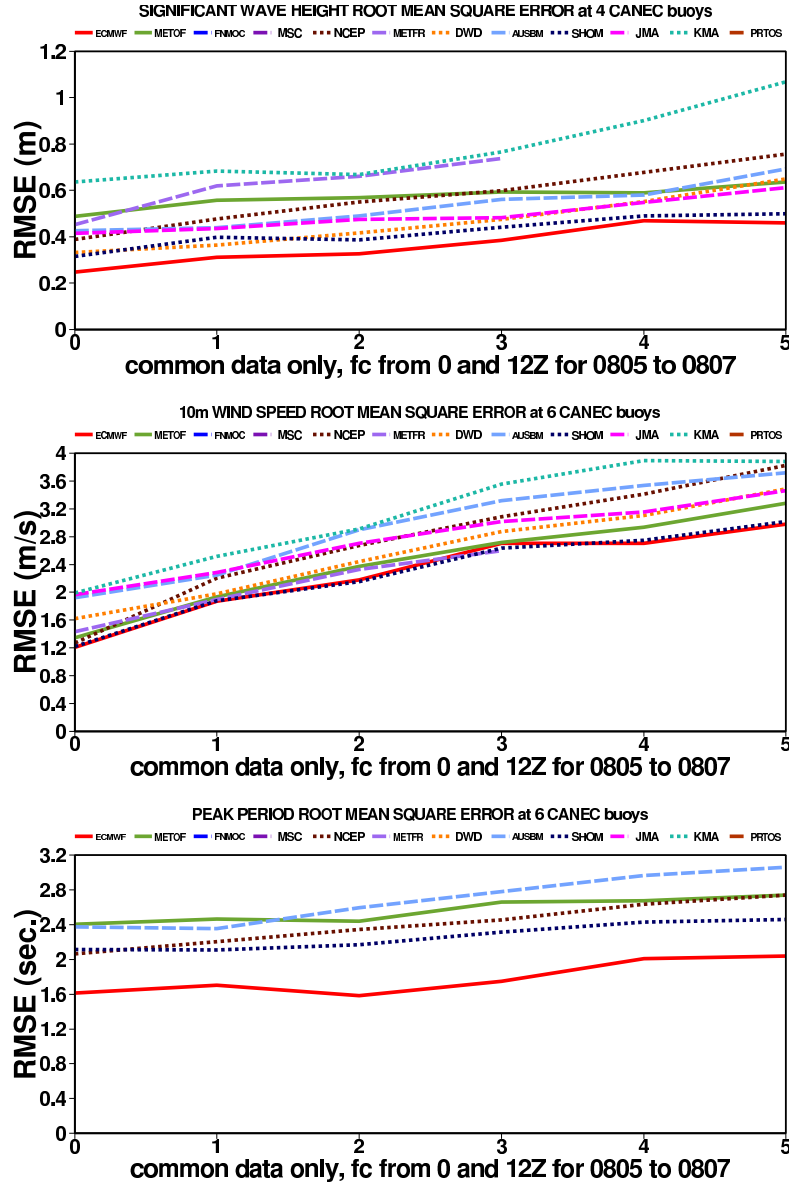 SIGNIFICANT WAVE HEIGHT ROOT MEAN SQUARE ERROR at 4 CANEC buoys
ECMWF METOF FNMOC MSC NCEP METFR DWD AUSBM SHOM JMA KMA PRTOS
1.2
1
0.8
0.6
0.4
0.2
0
RMSE (m)
0 1 2 3 4 5
common data only, fc from 0 and 12Z for 0805 to 0807
10m WIND SPEED ROOT MEAN SQUARE ERROR at 6 CANEC buoys
ECMWF METOF FNMOC MSC NCEP METFR DWD AUSBM SHOM JMA KMA PRTOS
4
3.6
3.2
2.8
2.4
2
1.6
1.2
0.8
0.4
0
RMSE (m/s)
0 1 2 3 4 5
common data only, fc from 0 and 12Z for 0805 to 0807
PEAK PERIOD ROOT MEAN SQUARE ERROR at 6 CANEC buoys
ECMWF METOF FNMOC MSC NCEP METFR DWD AUSBM SHOM JMA KMA PRTOS
3.2
2.8
2.4
2
1.6
1.2
0.8
0.4
0
RMSE (sec.)
0 1 2 3 4 5
common data only, fc from 0 and 12Z for 0805 to 0807